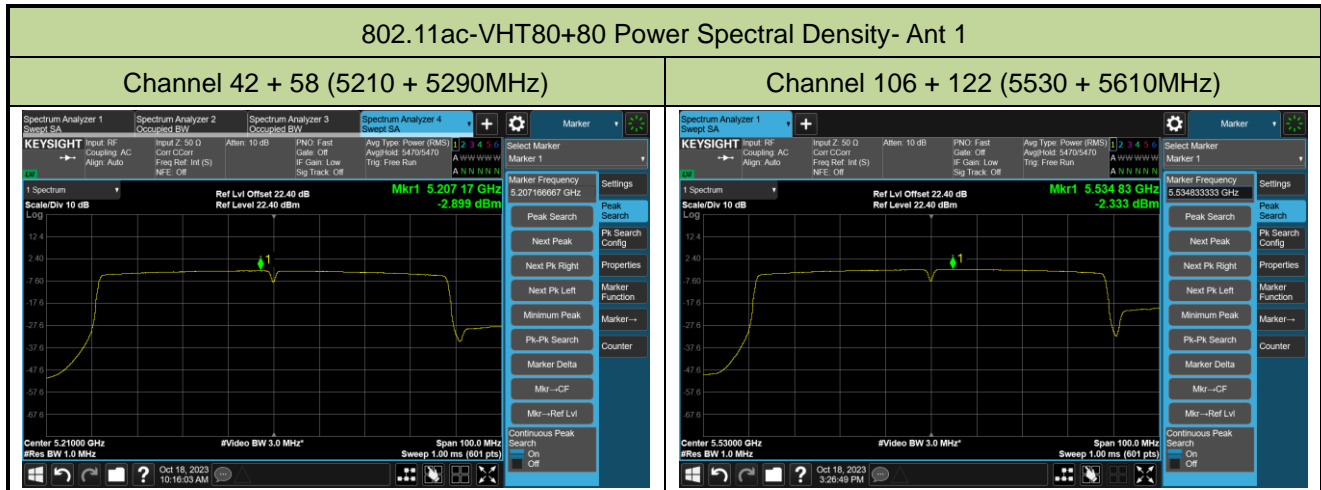 802.11ac-VHT80+80 Power Spectral Density- Ant 1
Channel 42 + 58 (5210 + 5290MHz)
Channel 106 + 122 (5530 + 5610MHz)
Spectrum Analyzer 1
Swept SA
Spectrum Analyzer 2
Occupied BW
Spectrum Analyzer 3
Occupied BW
Spectrum Analyzer 4
Swept SA
+
Marker
KEYSIGHT
Input: RF
Coupling: AC
Align: Auto
Input Z: 50 Ω
Corr CCorr
Freq Ref: Int (S)
NFE: Off
Atten: 10 dB
PNO: Fast
Gate: Off
IF Gain: Low
Sig Track: Off
Avg Type: Power (RMS)
Avg|Hold: 5470/5470
Trig: Free Run
1 2 3 4 5 6
A W W W W W
A N N N N N
LXI
Select Marker
Marker 1
1 Spectrum
Scale/Div 10 dB
Log
Ref Lvl Offset 22.40 dB
Ref Level 22.40 dBm
Mkr1 5.207 17 GHz
-2.899 dBm
12.4
2.40
-7.60
-17.6
-27.6
-37.6
-47.6
-57.6
-67.6
1
Center 5.21000 GHz
#Res BW 1.0 MHz
#Video BW 3.0 MHz*
Span 100.0 MHz
Sweep 1.00 ms (601 pts)
Marker Frequency
5.207166667 GHz
Peak Search
Next Peak
Next Pk Right
Next Pk Left
Minimum Peak
Pk-Pk Search
Marker Delta
Mkr→CF
Mkr→Ref Lvl
Continuous Peak
Search
On
Off
Settings
Peak
Search
Pk Search
Config
Properties
Marker
Function
Marker→
Counter
?
Oct 18, 2023
10:16:03 AM
Spectrum Analyzer 1
Swept SA
+
Marker
KEYSIGHT
Input: RF
Coupling: AC
Align: Auto
Input Z: 50 Ω
Corr CCorr
Freq Ref: Int (S)
NFE: Off
Atten: 10 dB
PNO: Fast
Gate: Off
IF Gain: Low
Sig Track: Off
Avg Type: Power (RMS)
Avg|Hold: 5470/5470
Trig: Free Run
1 2 3 4 5 6
A W W W W W
A N N N N N
LXI
Select Marker
Marker 1
1 Spectrum
Scale/Div 10 dB
Log
Ref Lvl Offset 22.40 dB
Ref Level 22.40 dBm
Mkr1 5.534 83 GHz
-2.333 dBm
12.4
2.40
-7.60
-17.6
-27.6
-37.6
-47.6
-57.6
-67.6
1
Center 5.53000 GHz
#Res BW 1.0 MHz
#Video BW 3.0 MHz*
Span 100.0 MHz
Sweep 1.00 ms (601 pts)
Marker Frequency
5.534833333 GHz
Peak Search
Next Peak
Next Pk Right
Next Pk Left
Minimum Peak
Pk-Pk Search
Marker Delta
Mkr→CF
Mkr→Ref Lvl
Continuous Peak
Search
On
Off
Settings
Peak
Search
Pk Search
Config
Properties
Marker
Function
Marker→
Counter
?
Oct 18, 2023
3:26:49 PM